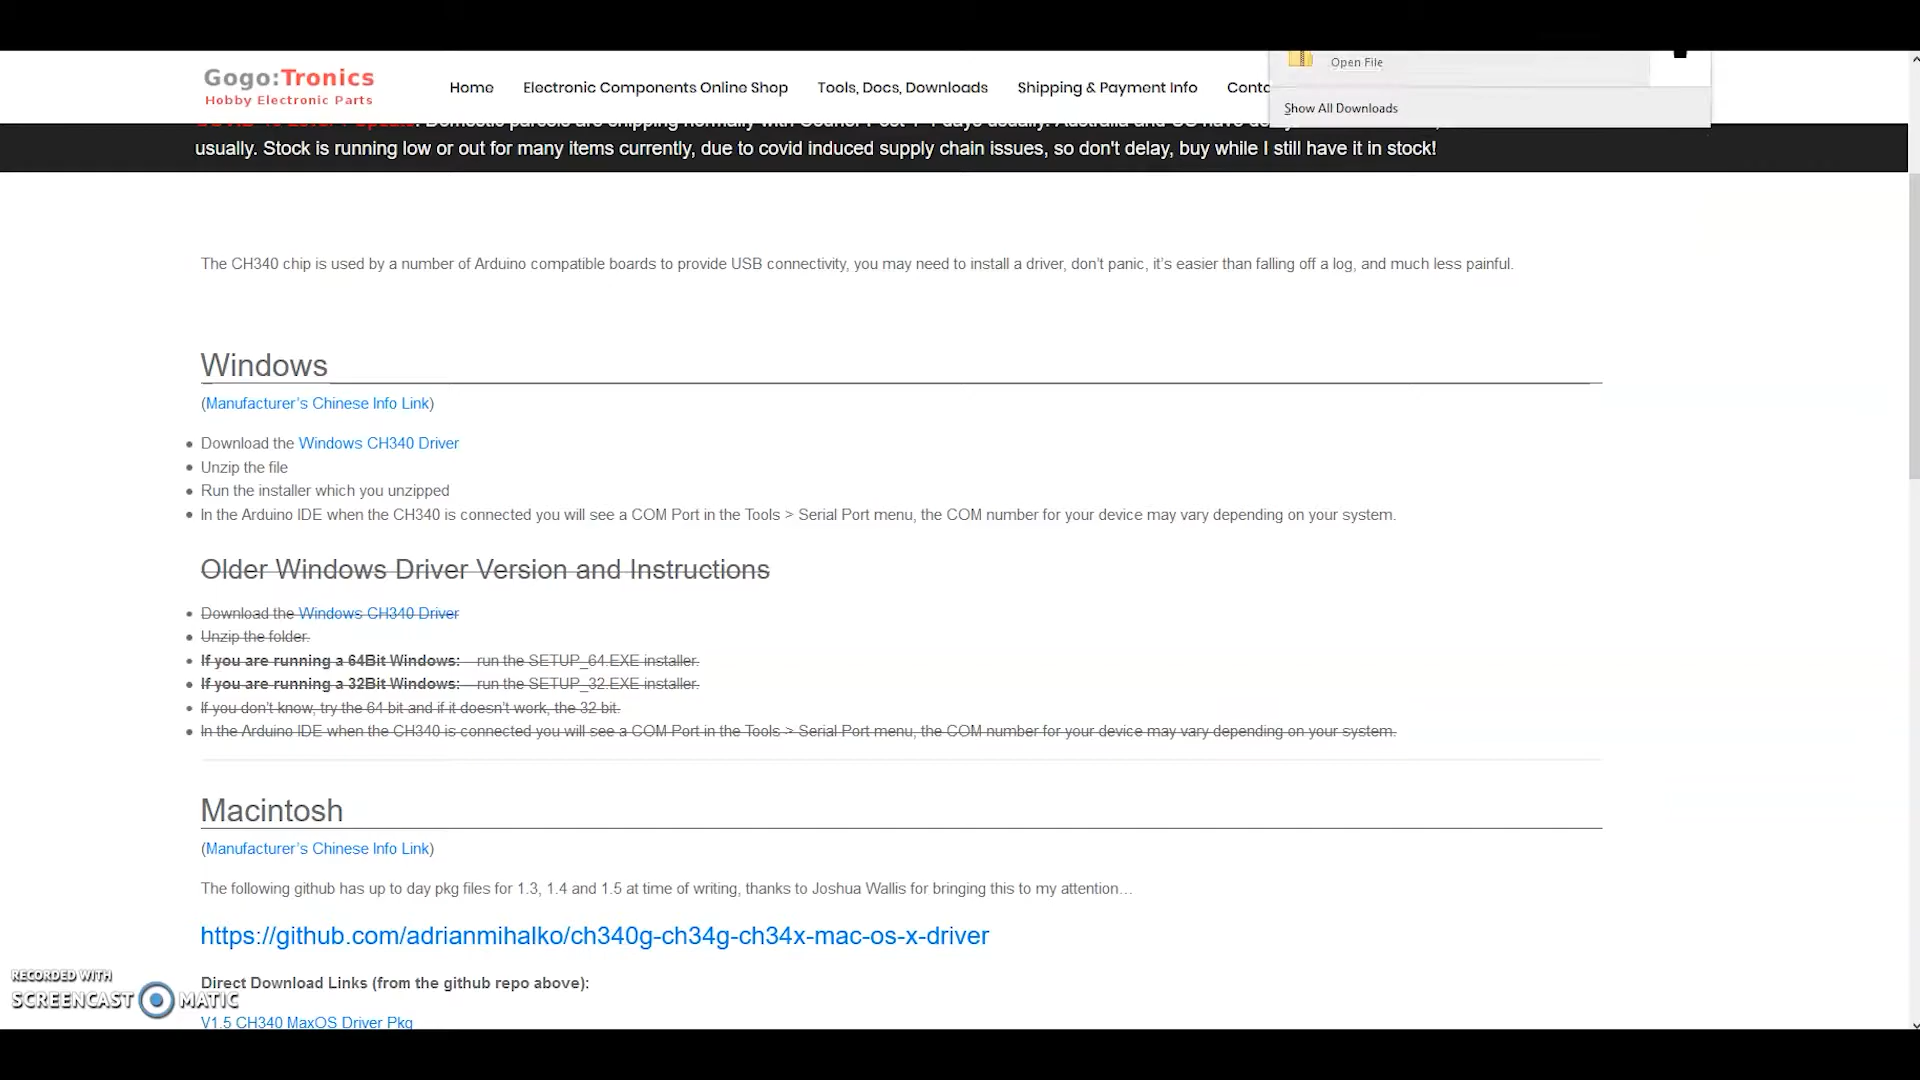 Open File
Gogo:Tronics
Hobby Electronic Parts
Home
Electronic Components Online Shop
Tools, Docs, Downloads
Shipping & Payment Info
Conta
Show All Downloads
usually. Stock is running low or out for many items currently, due to covid induced supply chain issues, so don't delay, buy while I still have it in stock!
The CH340 chip is used by a number of Arduino compatible boards to provide USB connectivity, you may need to install a driver, don’t panic, it’s easier than falling off a log, and much less painful.
Windows
(Manufacturer’s Chinese Info Link)
Download the Windows CH340 Driver
Unzip the file
Run the installer which you unzipped
In the Arduino IDE when the CH340 is connected you will see a COM Port in the Tools > Serial Port menu, the COM number for your device may vary depending on your system.
Older Windows Driver Version and Instructions
Download the Windows CH340 Driver
Unzip the folder.
If you are running a 64Bit Windows: run the SETUP_64.EXE installer.
If you are running a 32Bit Windows: run the SETUP_32.EXE installer.
If you don’t know, try the 64 bit and if it doesn’t work, the 32 bit.
In the Arduino IDE when the CH340 is connected you will see a COM Port in the Tools > Serial Port menu, the COM number for your device may vary depending on your system.
Macintosh
(Manufacturer’s Chinese Info Link)
The following github has up to day pkg files for 1.3, 1.4 and 1.5 at time of writing, thanks to Joshua Wallis for bringing this to my attention…
https://github.com/adrianmihalko/ch340g-ch34g-ch34x-mac-os-x-driver
Direct Download Links (from the github repo above):
V1.5 CH340 MaxOS Driver Pkg
RECORDED WITH
SCREENCAST MATIC